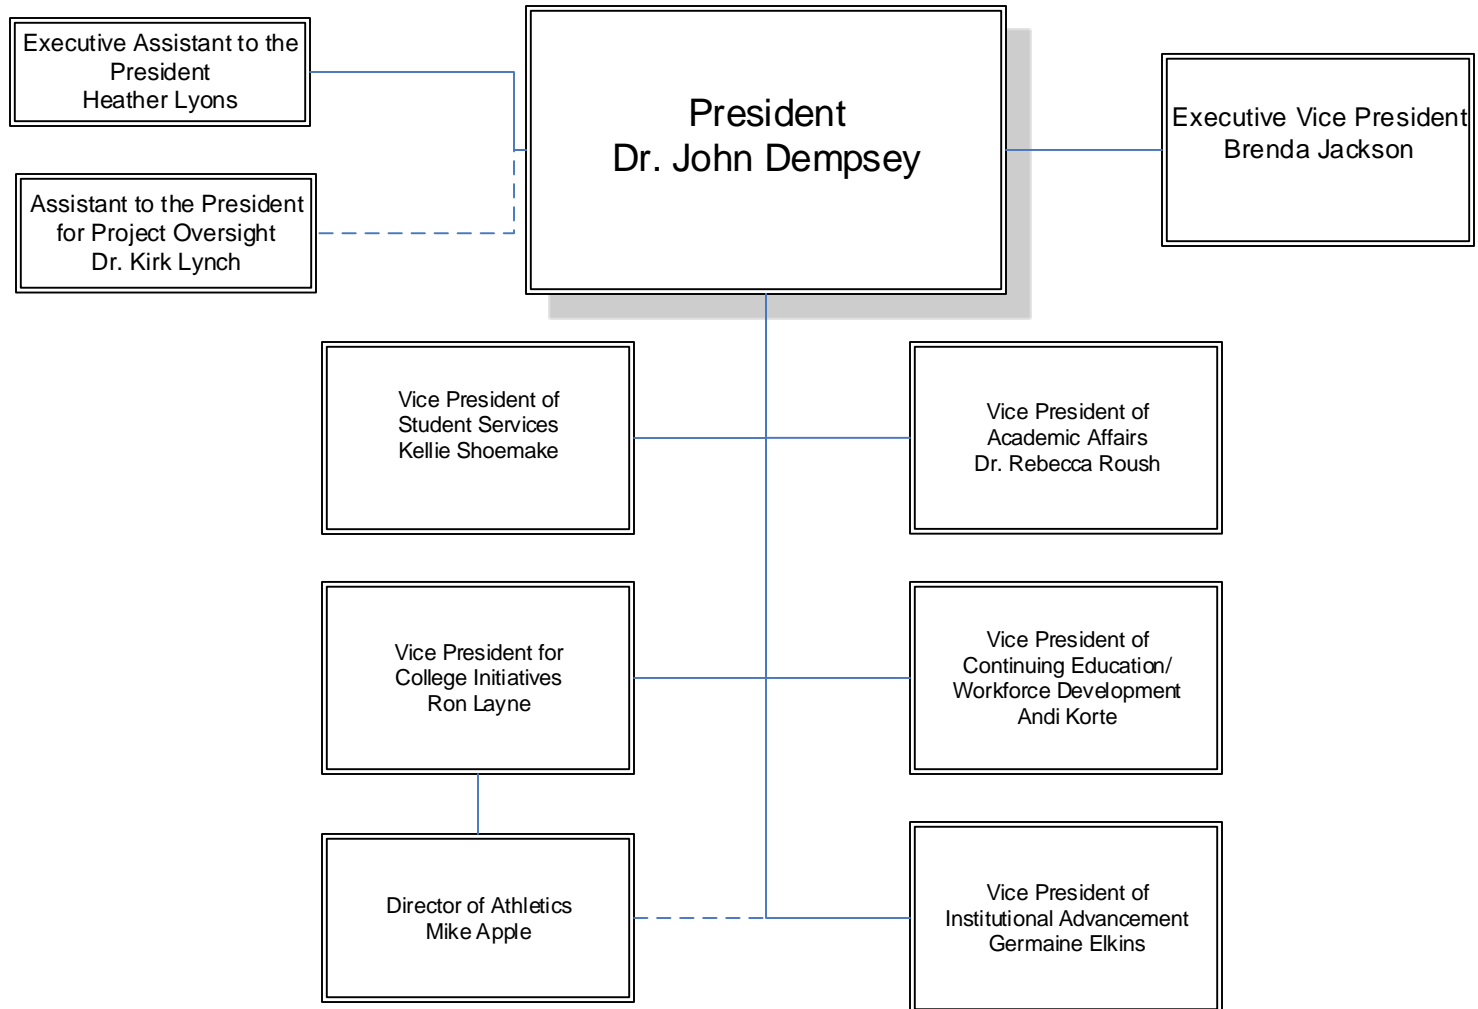 Executive Assistant to the
President
Heather Lyons
President
Dr. John Dempsey
Executive Vice President
Brenda Jackson
Assistant to the President
for Project Oversight
Dr. Kirk Lynch
Vice President of
Student Services
Kellie Shoemake
Vice President of
Academic Affairs
Dr. Rebecca Roush
Vice President for
College Initiatives
Ron Layne
Vice President of
Continuing Education/
Workforce Development
Andi Korte
Director of Athletics
Mike Apple
Vice President of
Institutional Advancement
Germaine Elkins